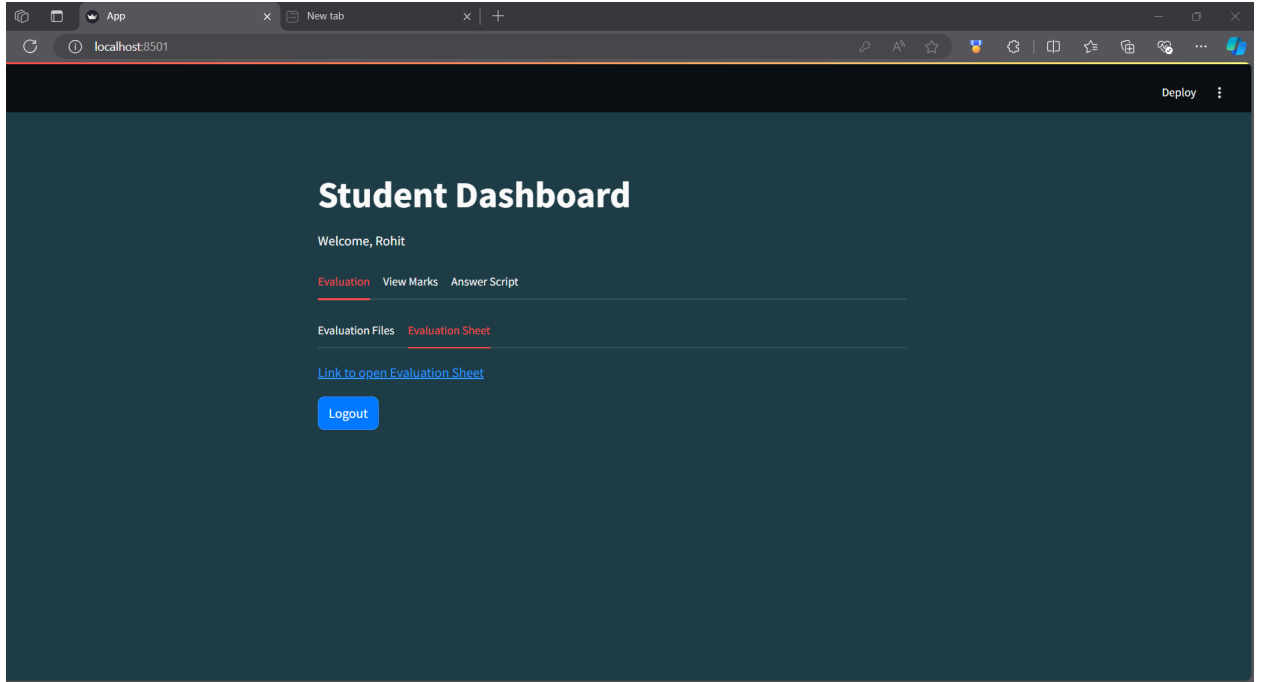 App New tab
localhost:8501
Deploy
Student Dashboard
Welcome, Rohit
Evaluation View Marks Answer Script
Evaluation Files Evaluation Sheet
Link to open Evaluation Sheet
Logout